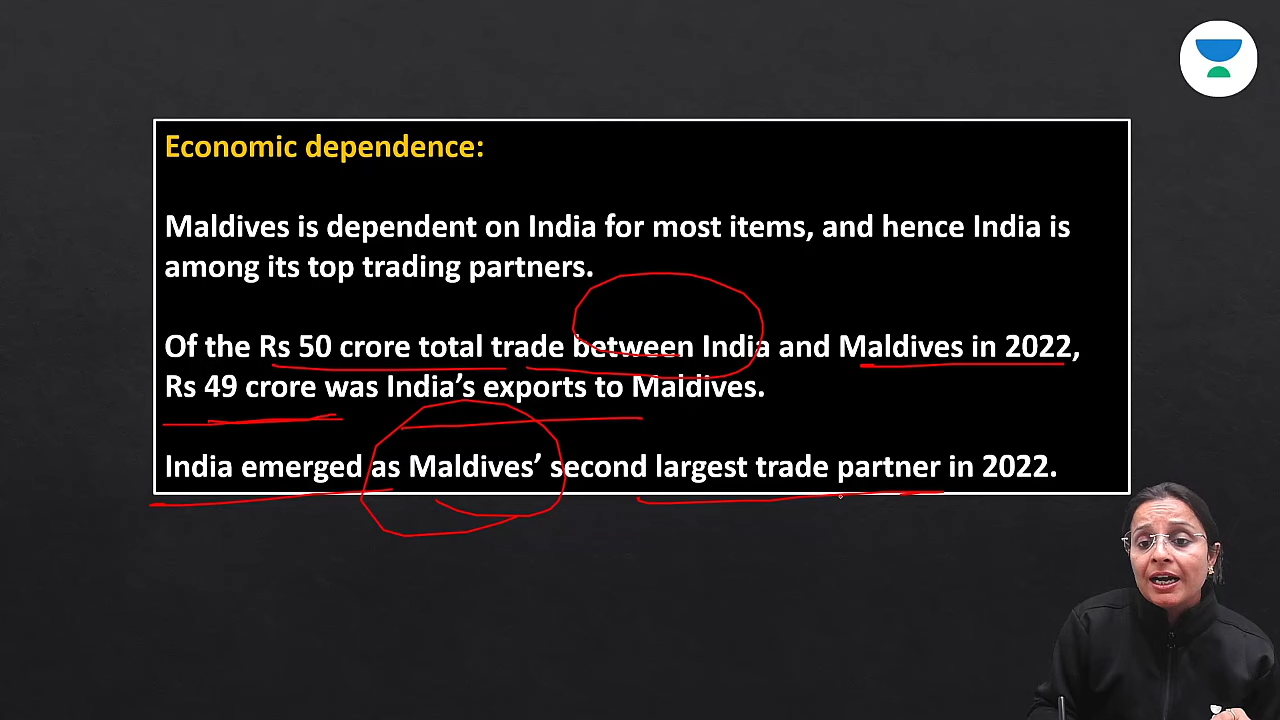 Economic dependence:
Maldives is dependent on India for most items, and hence India is
among its top trading partners.
Of the Rs 50 crore total trade between India and Maldives in 2022,
Rs 49 crore was India’s exports to Maldives.
India emerged as Maldives’ second largest trade partner in 2022.